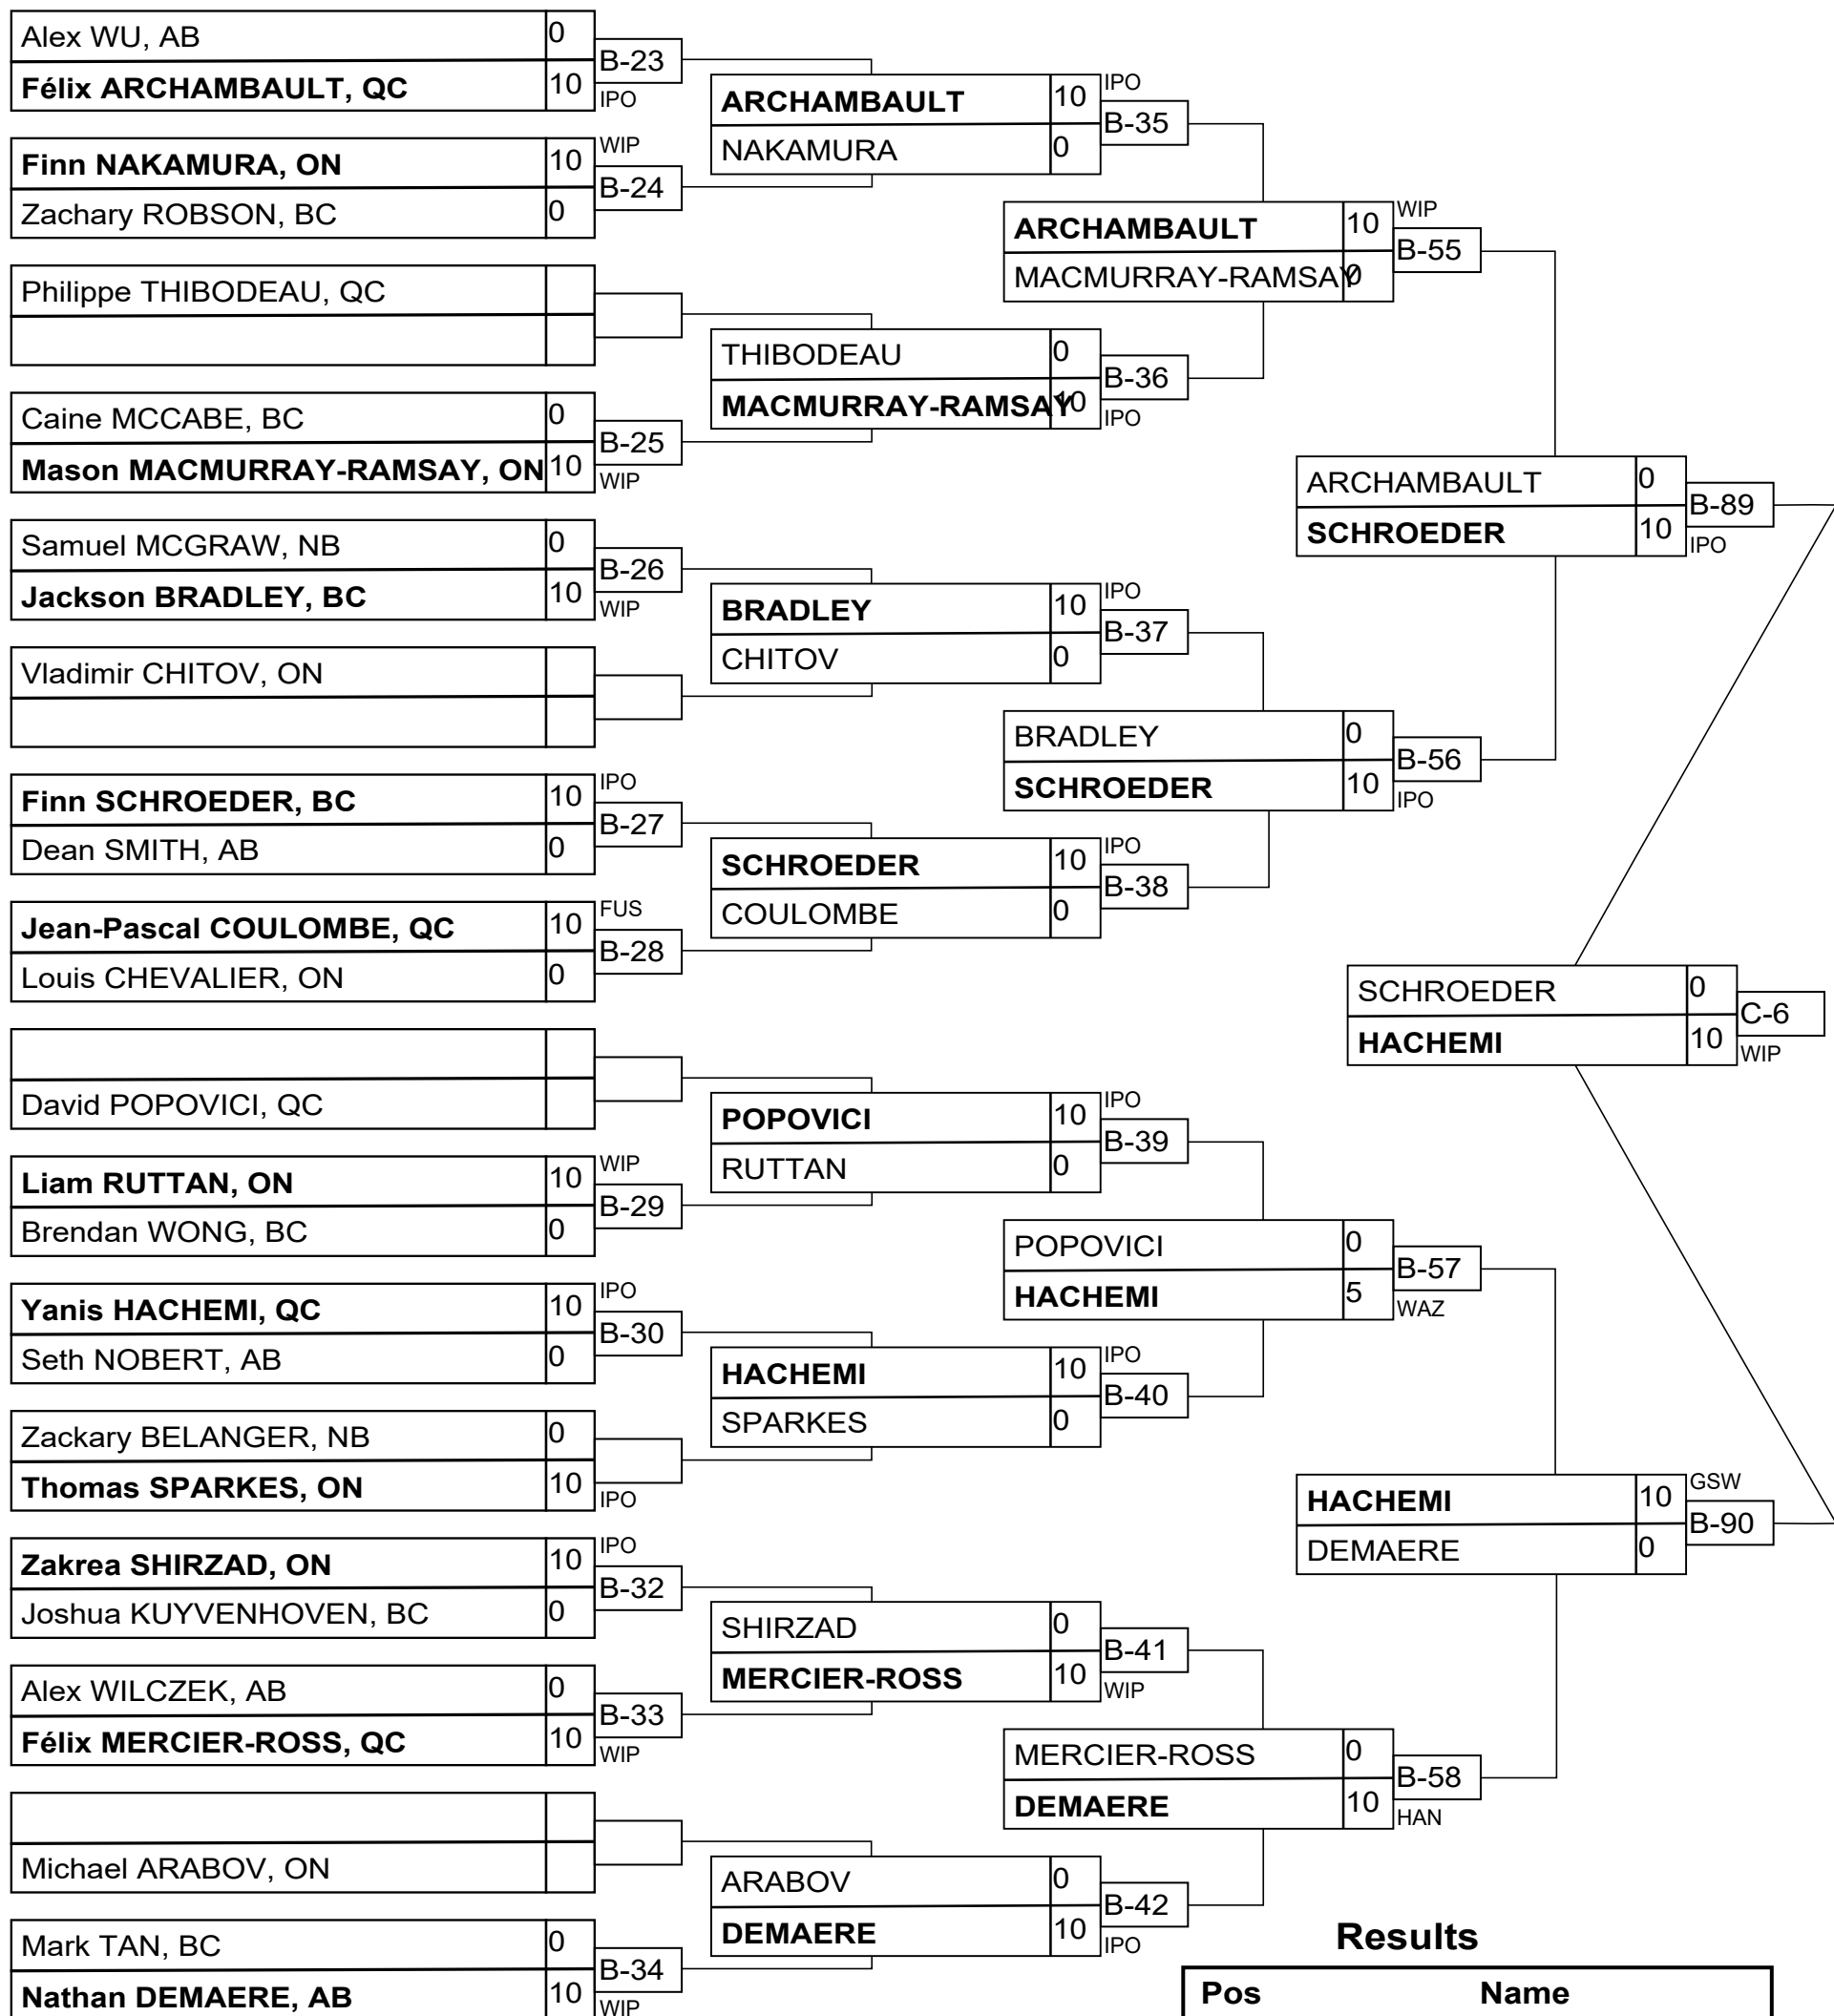 Alex WU, AB 0
B-23
Félix ARCHAMBAULT, QC 10
IPO
Finn NAKAMURA, ON 10 WIP
B-24
Zachary ROBSON, BC 0
Philippe THIBODEAU, QC
Caine MCCABE, BC 0
B-25
Mason MACMURRAY-RAMSAY, ON 10
WIP
Samuel MCGRAW, NB 0
B-26
Jackson BRADLEY, BC 10
WIP
Vladimir CHITOV, ON
Finn SCHROEDER, BC 10 IPO
B-27
Dean SMITH, AB 0
Jean-Pascal COULOMBE, QC 10 FUS
B-28
Louis CHEVALIER, ON 0
David POPOVICI, QC
Liam RUTTAN, ON 10 WIP
B-29
Brendan WONG, BC 0
Yanis HACHEMI, QC 10 IPO
B-30
Seth NOBERT, AB 0
Zackary BELANGER, NB 0
Thomas SPARKES, ON 10
IPO
Zakrea SHIRZAD, ON 10 IPO
B-32
Joshua KUYVENHOVEN, BC 0
Alex WILCZEK, AB 0
B-33
Félix MERCIER-ROSS, QC 10
WIP
Michael ARABOV, ON
Mark TAN, BC 0
B-34
Nathan DEMAERE, AB 10
WIP
ARCHAMBAULT 10 IPO
B-35
NAKAMURA 0
THIBODEAU 0
B-36
MACMURRAY-RAMSAY 10
IPO
BRADLEY 10 IPO
B-37
CHITOV 0
SCHROEDER 10 IPO
B-38
COULOMBE 0
POPOVICI 10 IPO
B-39
RUTTAN 0
HACHEMI 10 IPO
B-40
SPARKES 0
SHIRZAD 0
B-41
MERCIER-ROSS 10
WIP
ARABOV 0
B-42
DEMAERE 10
IPO
ARCHAMBAULT 10 WIP
B-55
MACMURRAY-RAMSAY 0
BRADLEY 0
B-56
SCHROEDER 10
IPO
POPOVICI 0
B-57
HACHEMI 5
WAZ
MERCIER-ROSS 0
B-58
DEMAERE 10
HAN
ARCHAMBAULT 0
B-89
SCHROEDER 10
IPO
HACHEMI 10 GSW
B-90
DEMAERE 0
SCHROEDER 0
C-6
HACHEMI 10
WIP
Results
Pos Name